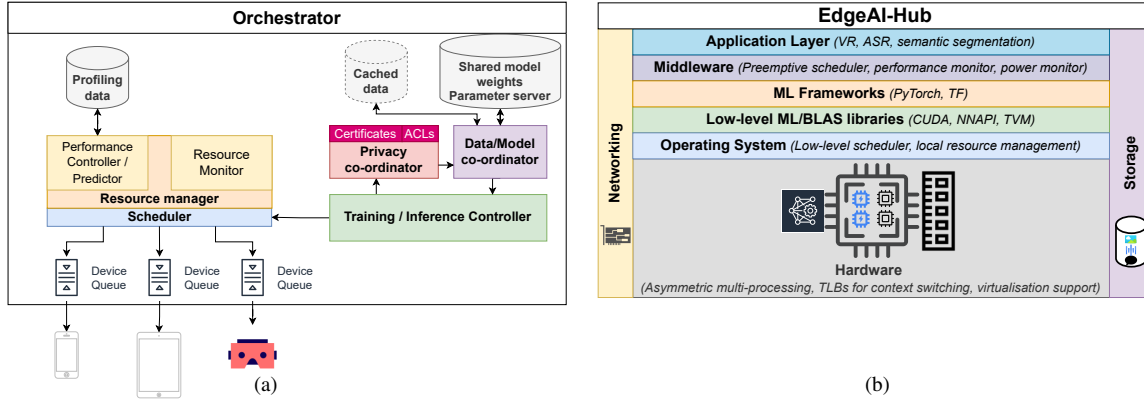 Orchestrator
Profiling
data
Cached
data
Shared model
weights
Parameter server
Performance
Controller /
Predictor
Resource
Monitor
Resource manager
Scheduler
Certificates
ACLs
Privacy
co-ordinator
Data/Model
co-ordinator
Training / Inference Controller
Device
Queue
Device
Queue
Device
Queue
(a)
EdgeAI-Hub
Networking
Application Layer (VR, ASR, semantic segmentation)
Middleware (Preemptive scheduler, performance monitor, power monitor)
ML Frameworks (PyTorch, TF)
Low-level ML/BLAS libraries (CUDA, NNAPI, TVM)
Operating System (Low-level scheduler, local resource management)
Hardware
(Asymmetric multi-processing, TLBs for context switching, virtualisation support)
Storage
(b)